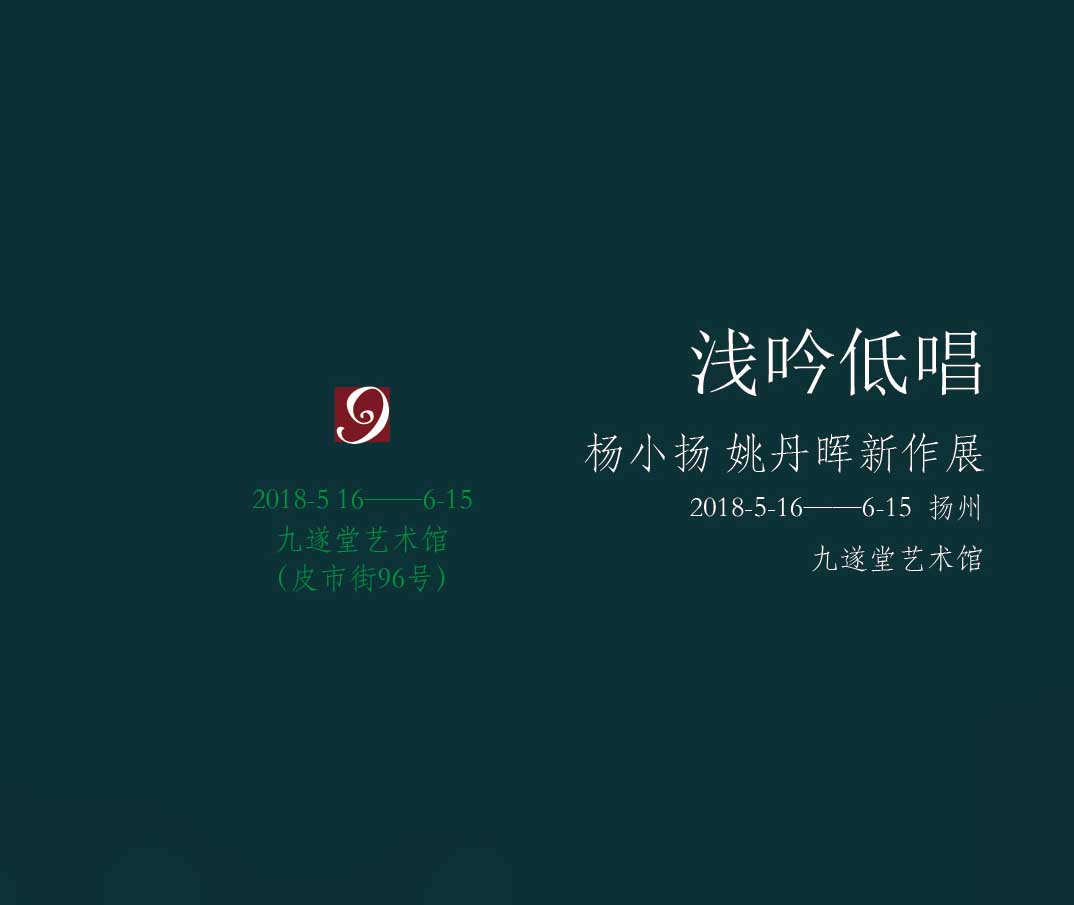 浅吟低唱
杨小扬 姚丹晖新作展
2018-5-16——6-15 扬州
九遂堂艺术馆
9
2018-5 16——6-15
九遂堂艺术馆
（皮市街96号）